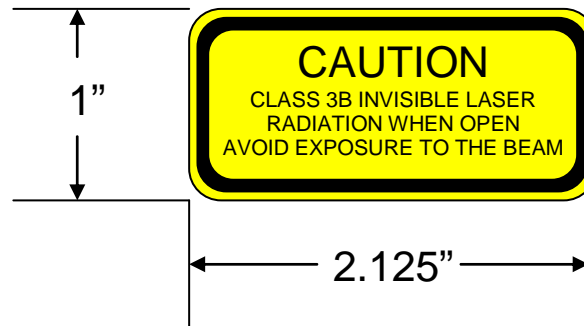 CAUTION
CLASS 3B INVISIBLE LASER
RADIATION WHEN OPEN
AVOID EXPOSURE TO THE BEAM
1”
2.125”